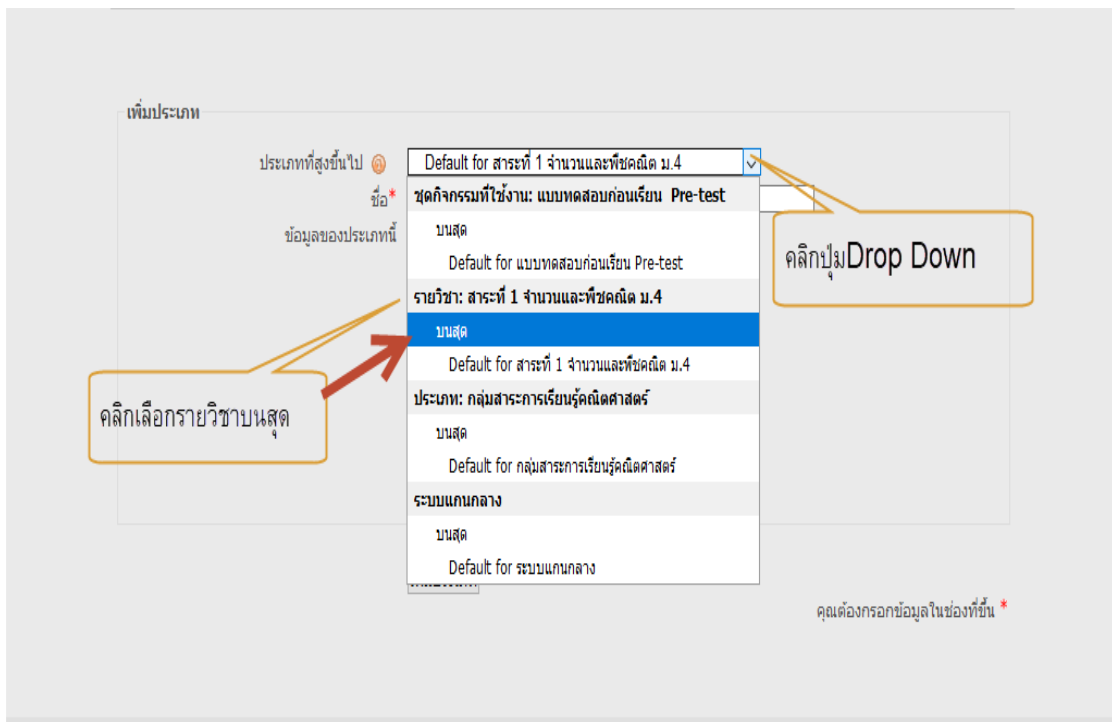 เพิ่มประเภท
ประเภทที่สูงขึ้นไป
Default for สาระที่ 1 จำนวนและพีชคณิต ม.4
ชื่อ*
ชุดกิจกรรมที่ใช้งาน: แบบทดสอบก่อนเรียน Pre-test
ข้อมูลของประเภทนี้
บนสุด
Default for แบบทดสอบก่อนเรียน Pre-test
คลิกปุ่มDrop Down
รายวิชา: สาระที่ 1 จำนวนและพีชคณิต ม.4
บนสุด
Default for สาระที่ 1 จำนวนและพีชคณิต ม.4
คลิกเลือกรายวิชาบนสุด
ประเภท: กลุ่มสาระการเรียนรู้คณิตศาสตร์
บนสุด
Default for กลุ่มสาระการเรียนรู้คณิตศาสตร์
ระบบแกนกลาง
บนสุด
Default for ระบบแกนกลาง
คุณต้องกรอกข้อมูลในช่องที่ขึ้น *